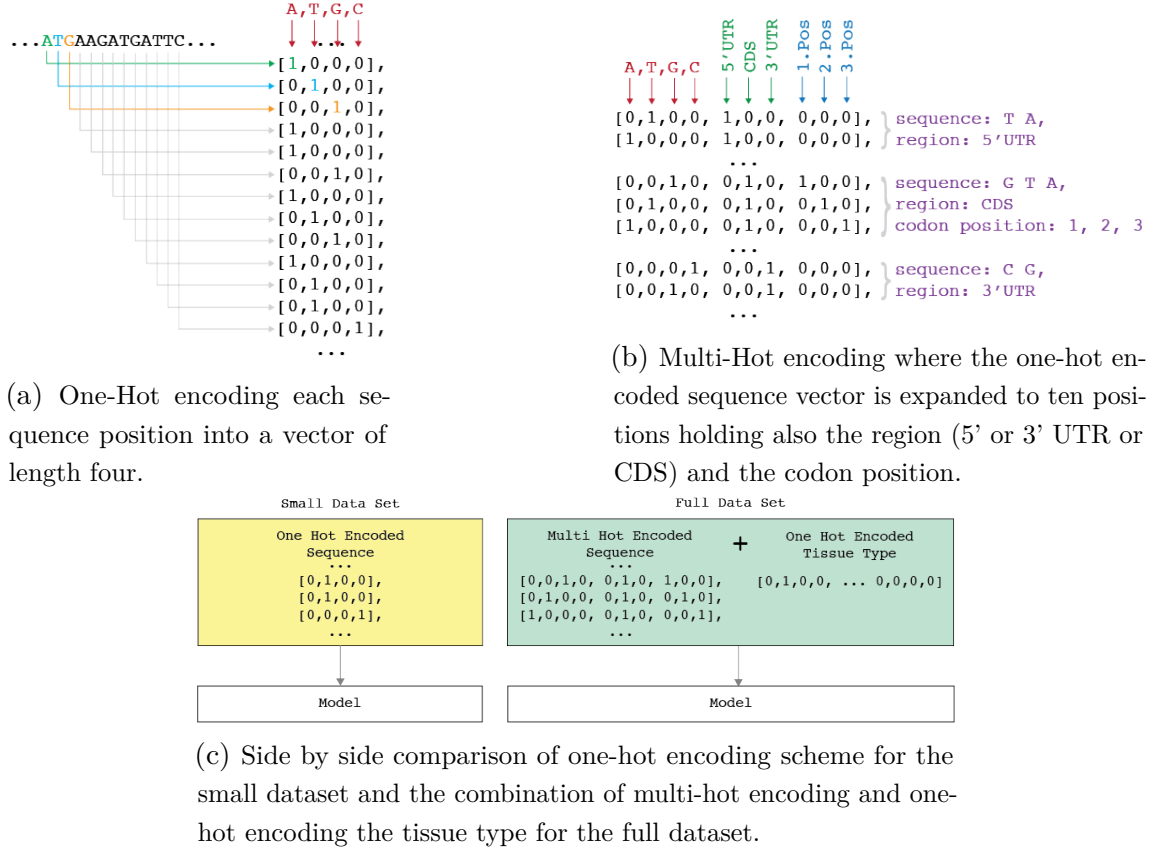 A,T,G,C
...ATGAAGATGATTC...
...
[1,0,0,0],
[0,1,0,0],
[0,0,1,0],
[1,0,0,0],
[1,0,0,0],
[0,0,1,0],
[1,0,0,0],
[0,1,0,0],
[0,0,1,0],
[1,0,0,0],
[0,1,0,0],
[0,1,0,0],
[0,0,0,1],
...
(a) One-Hot encoding each se-
quence position into a vector of
length four.
A,T,G,C
5'UTR
CDS
3'UTR
1.Pos
2.Pos
3.Pos
[0,1,0,0, 1,0,0, 0,0,0],
[1,0,0,0, 1,0,0, 0,0,0],
sequence: T A,
region: 5'UTR
...
[0,0,1,0, 0,1,0, 1,0,0],
[0,1,0,0, 0,1,0, 0,1,0],
[1,0,0,0, 0,1,0, 0,0,1],
sequence: G T A,
region: CDS
codon position: 1, 2, 3
...
[0,0,0,1, 0,0,1, 0,0,0],
[0,0,1,0, 0,0,1, 0,0,0],
sequence: C G,
region: 3'UTR
...
(b) Multi-Hot encoding where the one-hot en-
coded sequence vector is expanded to ten posi-
tions holding also the region (5' or 3' UTR or
CDS) and the codon position.
Small Data Set
One Hot Encoded
Sequence
...
[0,1,0,0],
[0,1,0,0],
[0,0,0,1],
...
Model
Full Data Set
Multi Hot Encoded
Sequence
...
[0,0,1,0, 0,1,0, 1,0,0],
[0,1,0,0, 0,1,0, 0,1,0],
[1,0,0,0, 0,1,0, 0,0,1],
...
+
One Hot Encoded
Tissue Type
[0,1,0,0, ... 0,0,0,0]
Model
(c) Side by side comparison of one-hot encoding scheme for the
small dataset and the combination of multi-hot encoding and one-
hot encoding the tissue type for the full dataset.